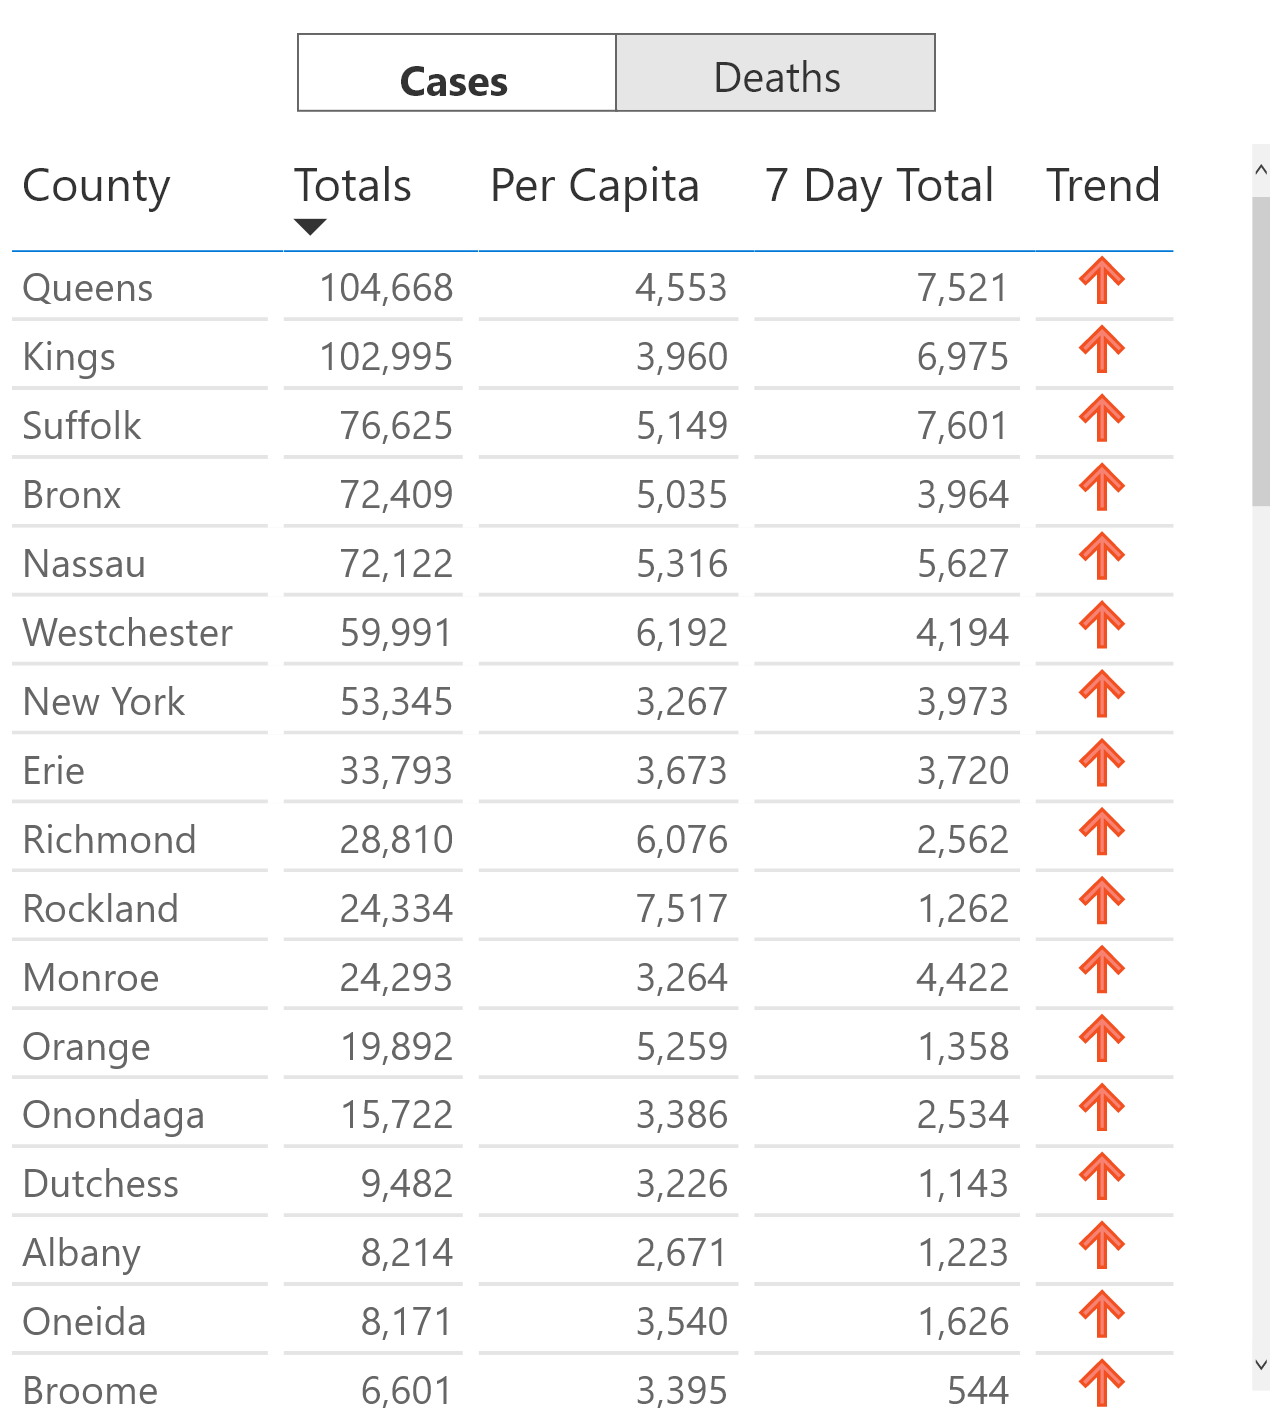 Cases Deaths
County Totals Per Capita 7 Day Total Trend
Queens 104,668 4,553 7,521
Kings 102,995 3,960 6,975
Suffolk 76,625 5,149 7,601
Bronx 72,409 5,035 3,964
Nassau 72,122 5,316 5,627
Westchester 59,991 6,192 4,194
New York 53,345 3,267 3,973
Erie 33,793 3,673 3,720
Richmond 28,810 6,076 2,562
Rockland 24,334 7,517 1,262
Monroe 24,293 3,264 4,422
Orange 19,892 5,259 1,358
Onondaga 15,722 3,386 2,534
Dutchess 9,482 3,226 1,143
Albany 8,214 2,671 1,223
Oneida 8,171 3,540 1,626
Broome 6,601 3,395 544